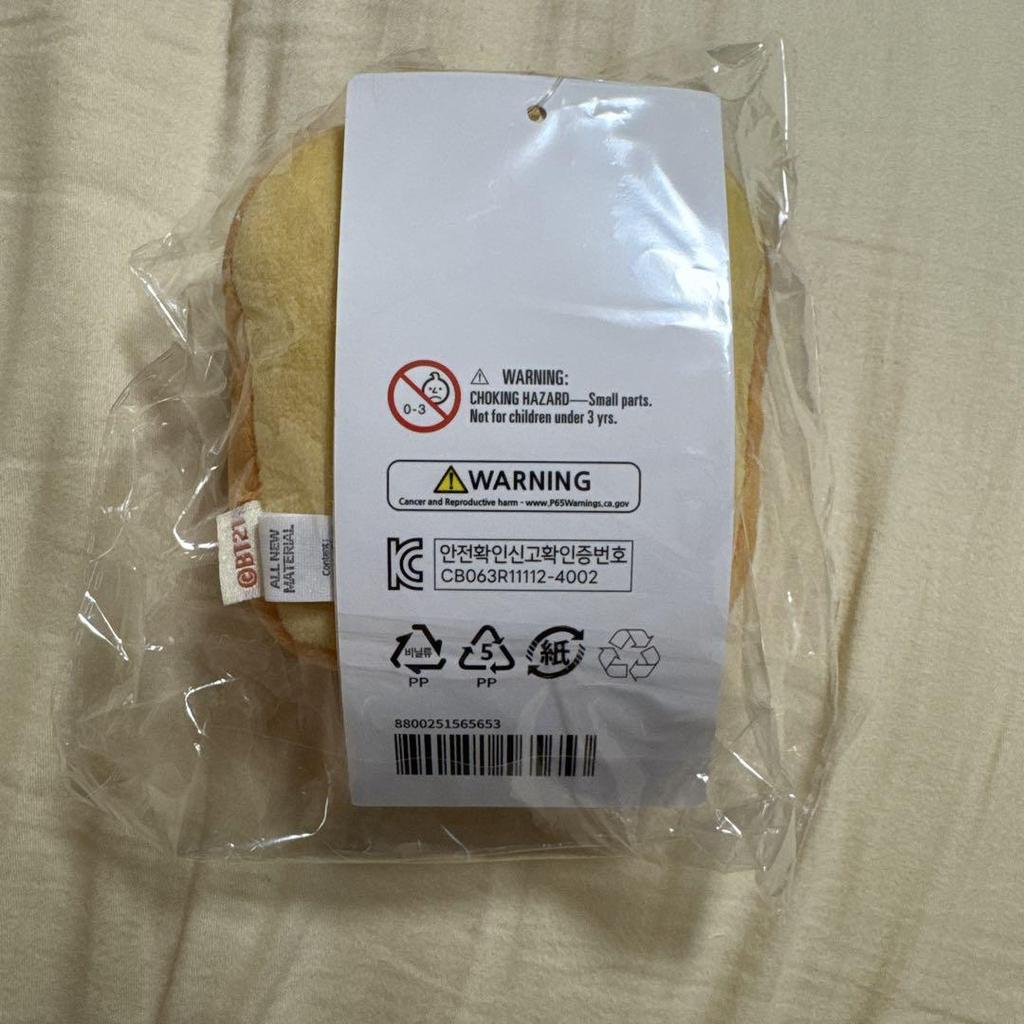 0-3
⚠ WARNING:
CHOKING HAZARD—Small parts.
Not for children under 3 yrs.
⚠WARNING
Cancer and Reproductive harm - www.P65Warnings.ca.gov
안전확인신고확인증번호
CB063R11112-4002
비닐류
PP
5
PP
紙
8800251565653
©BT21
ALL NEW
MATERIAL
Content: